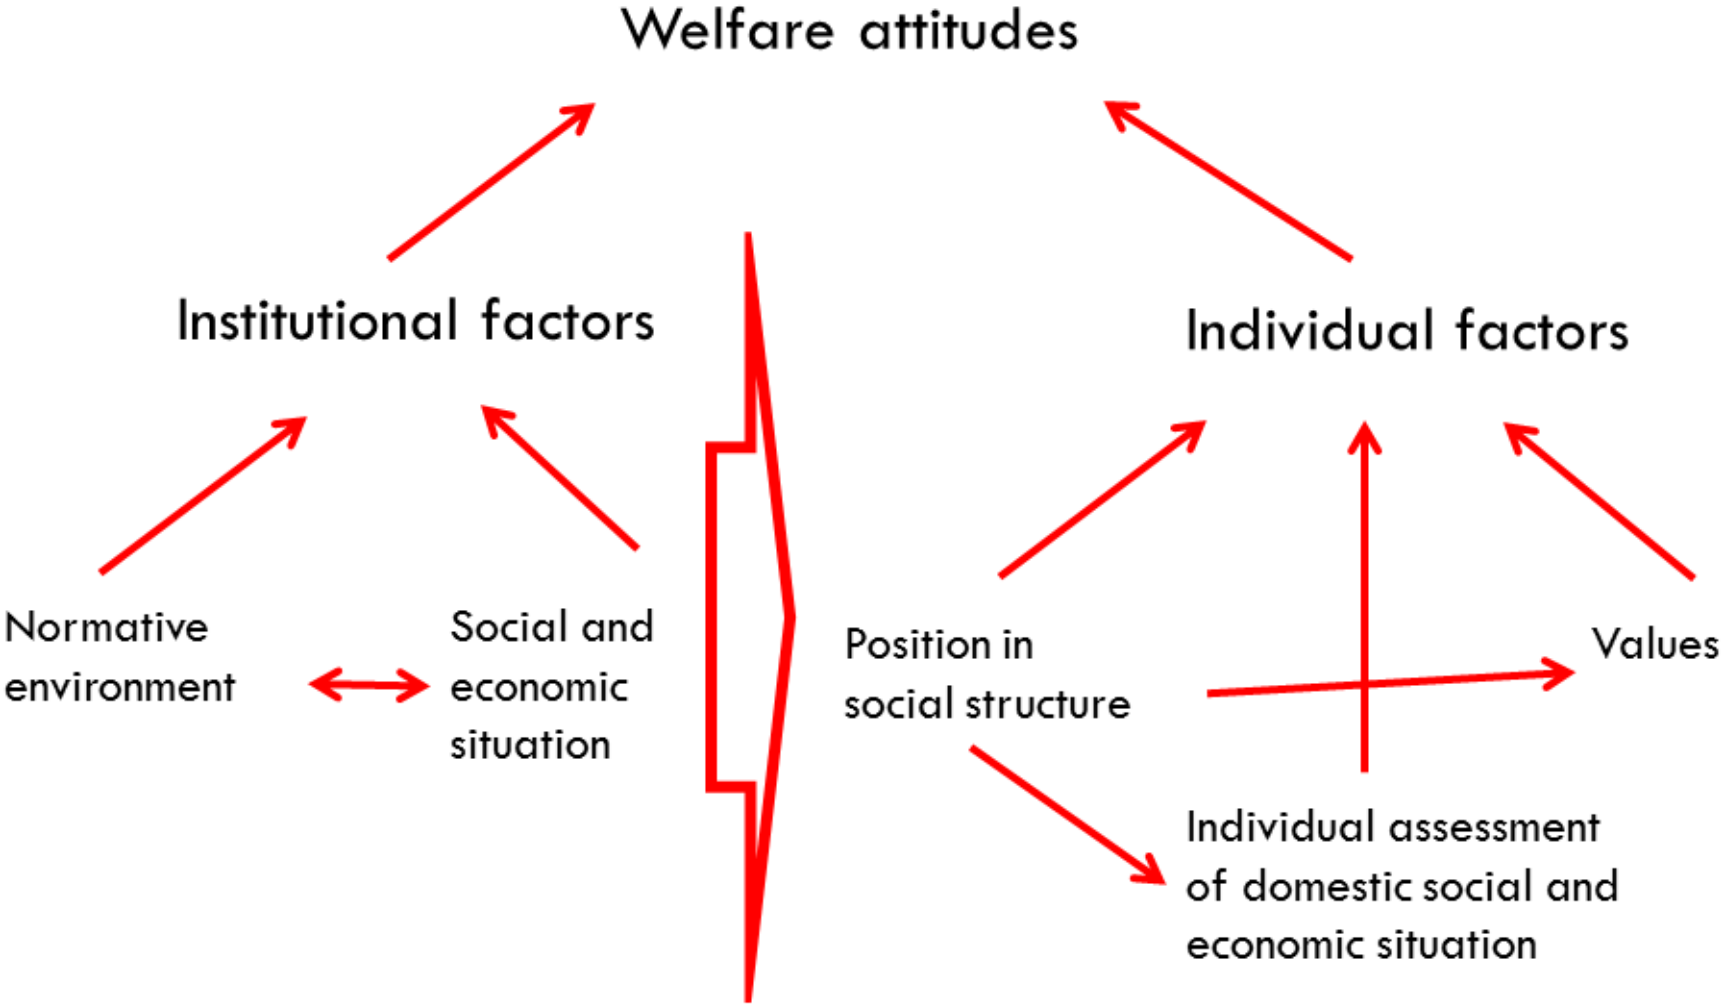 Welfare attitudes
Institutional factors
Individual factors
Normative
environment
Social and
economic
situation
Position in
social structure
Values
Individual assessment
of domestic social and
economic situation